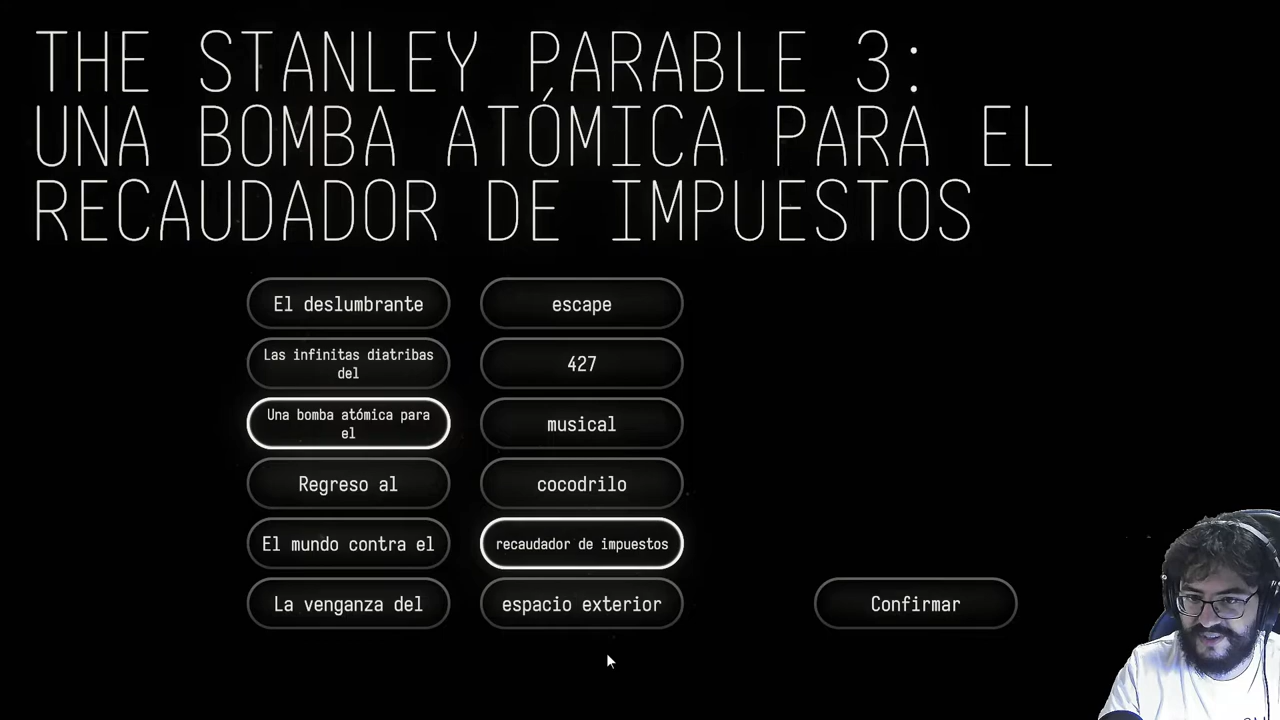 THE STANLEY PARABLE 3:
UNA BOMBA ATÓMICA PARA EL
RECAUDADOR DE IMPUESTOS
El deslumbrante
escape
Las infinitas diatribas
del
427
Una bomba atómica para
el
musical
Regreso al
cocodrilo
El mundo contra el
recaudador de impuestos
La venganza del
espacio exterior
Confirmar